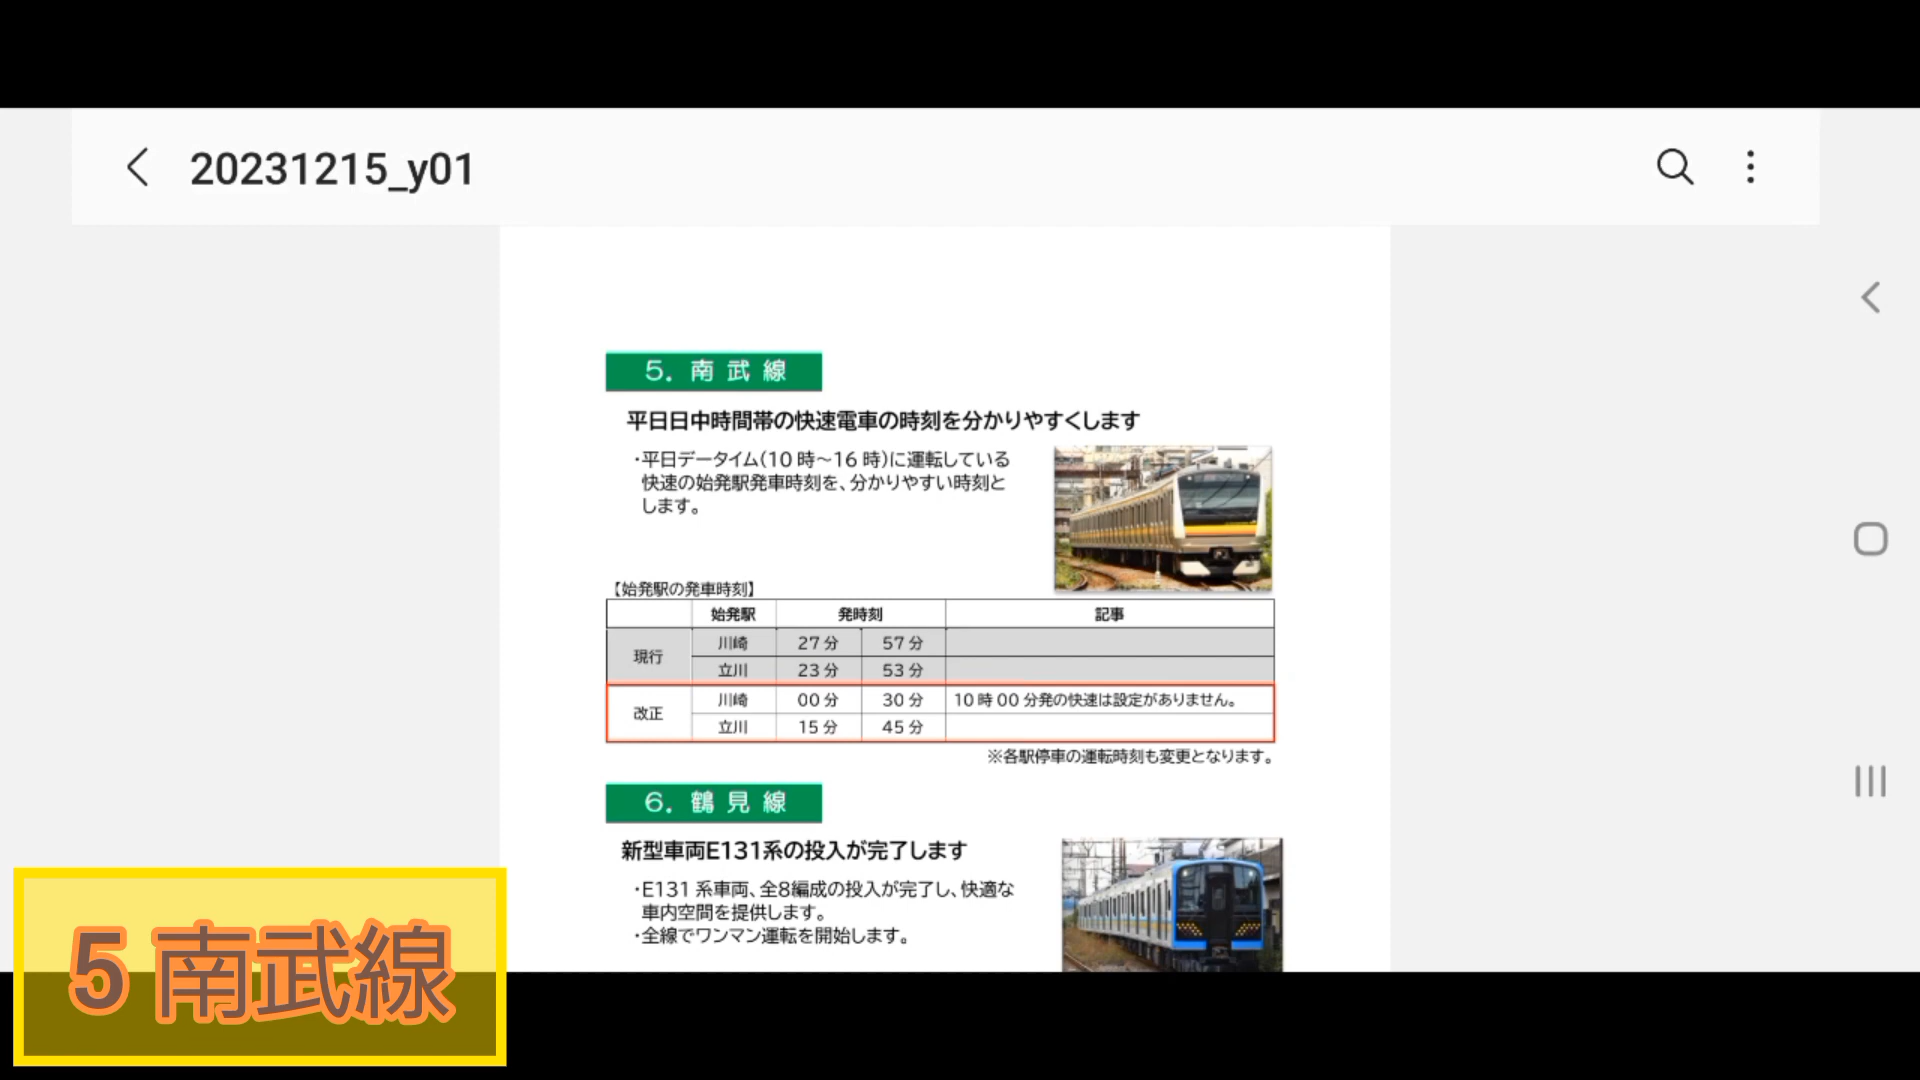 20231215_y01
5. 南武線
平日日中時間帯の快速電車の時刻を分かりやすくします
・平日データイム(10時～16時)に運転している
快速の始発駅発車時刻を、分かりやすい時刻と
します。
【始発駅の発車時刻】
始発駅 発時刻 記事
現行 川崎 27分 57分
立川 23分 53分
改正 川崎 00分 30分 10時00分発の快速は設定がありません。
立川 15分 45分
※各駅停車の運転時刻も変更となります。
6. 鶴見線
新型車両E131系の投入が完了します
・E131系車両、全8編成の投入が完了し、快適な
車内空間を提供します。
・全線でワンマン運転を開始します。
5 南武線